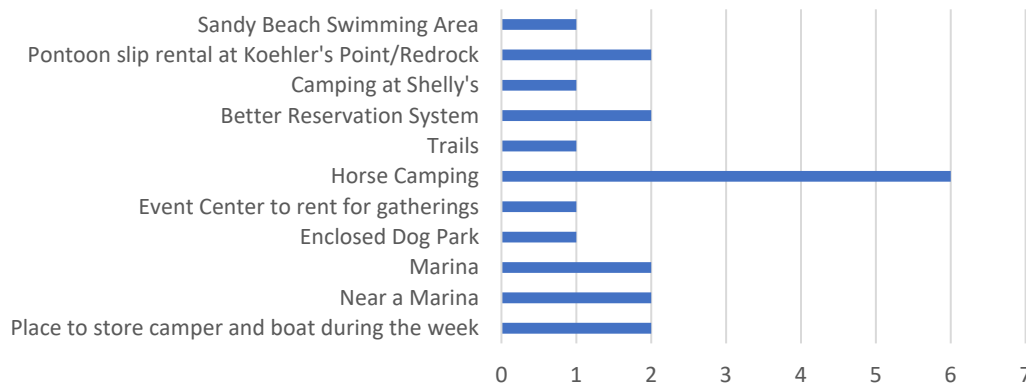 Sandy Beach Swimming Area
Pontoon slip rental at Koehler's Point/Redrock
Camping at Shelly's
Better Reservation System
Trails
Horse Camping
Event Center to rent for gatherings
Enclosed Dog Park
Marina
Near a Marina
Place to store camper and boat during the week
0 1 2 3 4 5 6 7